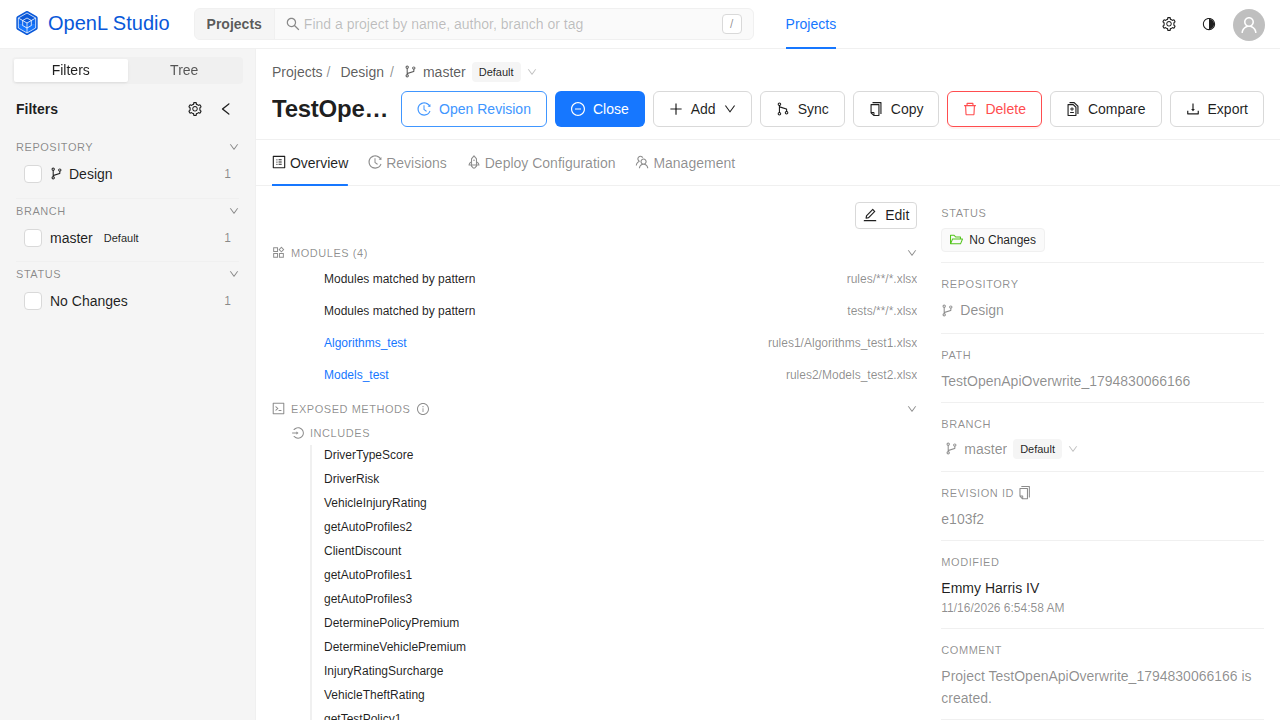 OpenL Studio
Projects
Find a project by name, author, branch or tag
/
Projects
Filters
Tree
Filters
REPOSITORY
Design 1
BRANCH
master Default 1
STATUS
No Changes 1
Projects / Design / master Default
TestOpe...
Open Revision
Close
Add
Sync
Copy
Delete
Compare
Export
Overview
Revisions
Deploy Configuration
Management
Edit
MODULES (4)
Modules matched by pattern rules/**/*.xlsx
Modules matched by pattern tests/**/*.xlsx
Algorithms_test rules1/Algorithms_test1.xlsx
Models_test rules2/Models_test2.xlsx
EXPOSED METHODS
INCLUDES
DriverTypeScore
DriverRisk
VehicleInjuryRating
getAutoProfiles2
ClientDiscount
getAutoProfiles1
getAutoProfiles3
DeterminePolicyPremium
DetermineVehiclePremium
InjuryRatingSurcharge
VehicleTheftRating
getTestPolicy1
STATUS
No Changes
REPOSITORY
Design
PATH
TestOpenApiOverwrite_1794830066166
BRANCH
master Default
REVISION ID
e103f2
MODIFIED
Emmy Harris IV
11/16/2026 6:54:58 AM
COMMENT
Project TestOpenApiOverwrite_1794830066166 is
created.